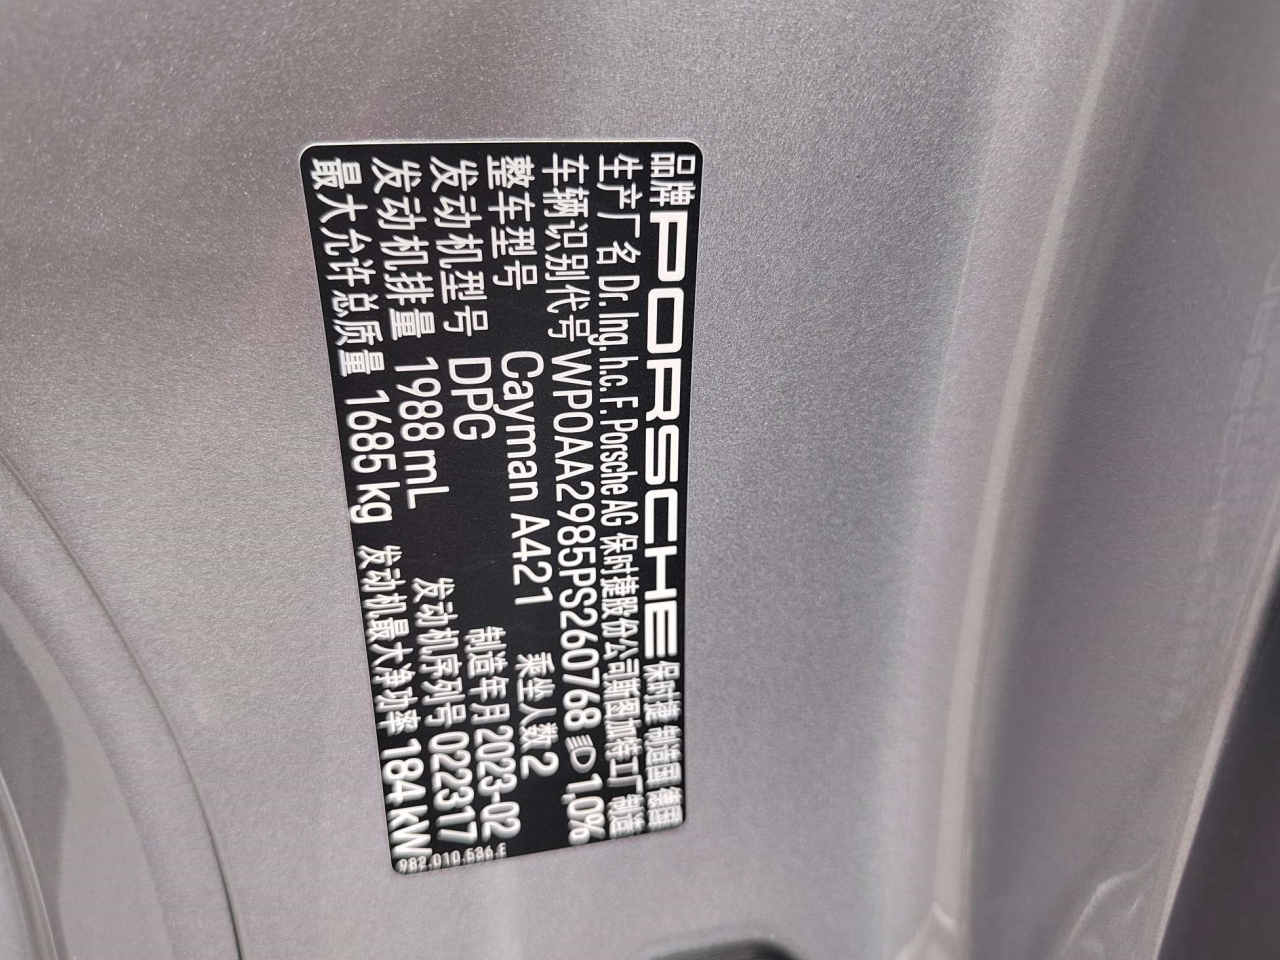 品牌 PORSCHE 保时捷 制造国 德国
生产厂名 Dr. Ing. h.c. F. Porsche AG 保时捷股份公司斯图加特工厂 制造
车辆识别代号 WP0AA2985PS260768 1,0%
整车型号 Cayman A421 乘坐人数 2
发动机型号 DPG 制造年月 2023-02
发动机排量 1988 mL 发动机序列号 022317
最大允许总质量 1685 kg 发动机最大净功率 184 kW
982.010.586.E